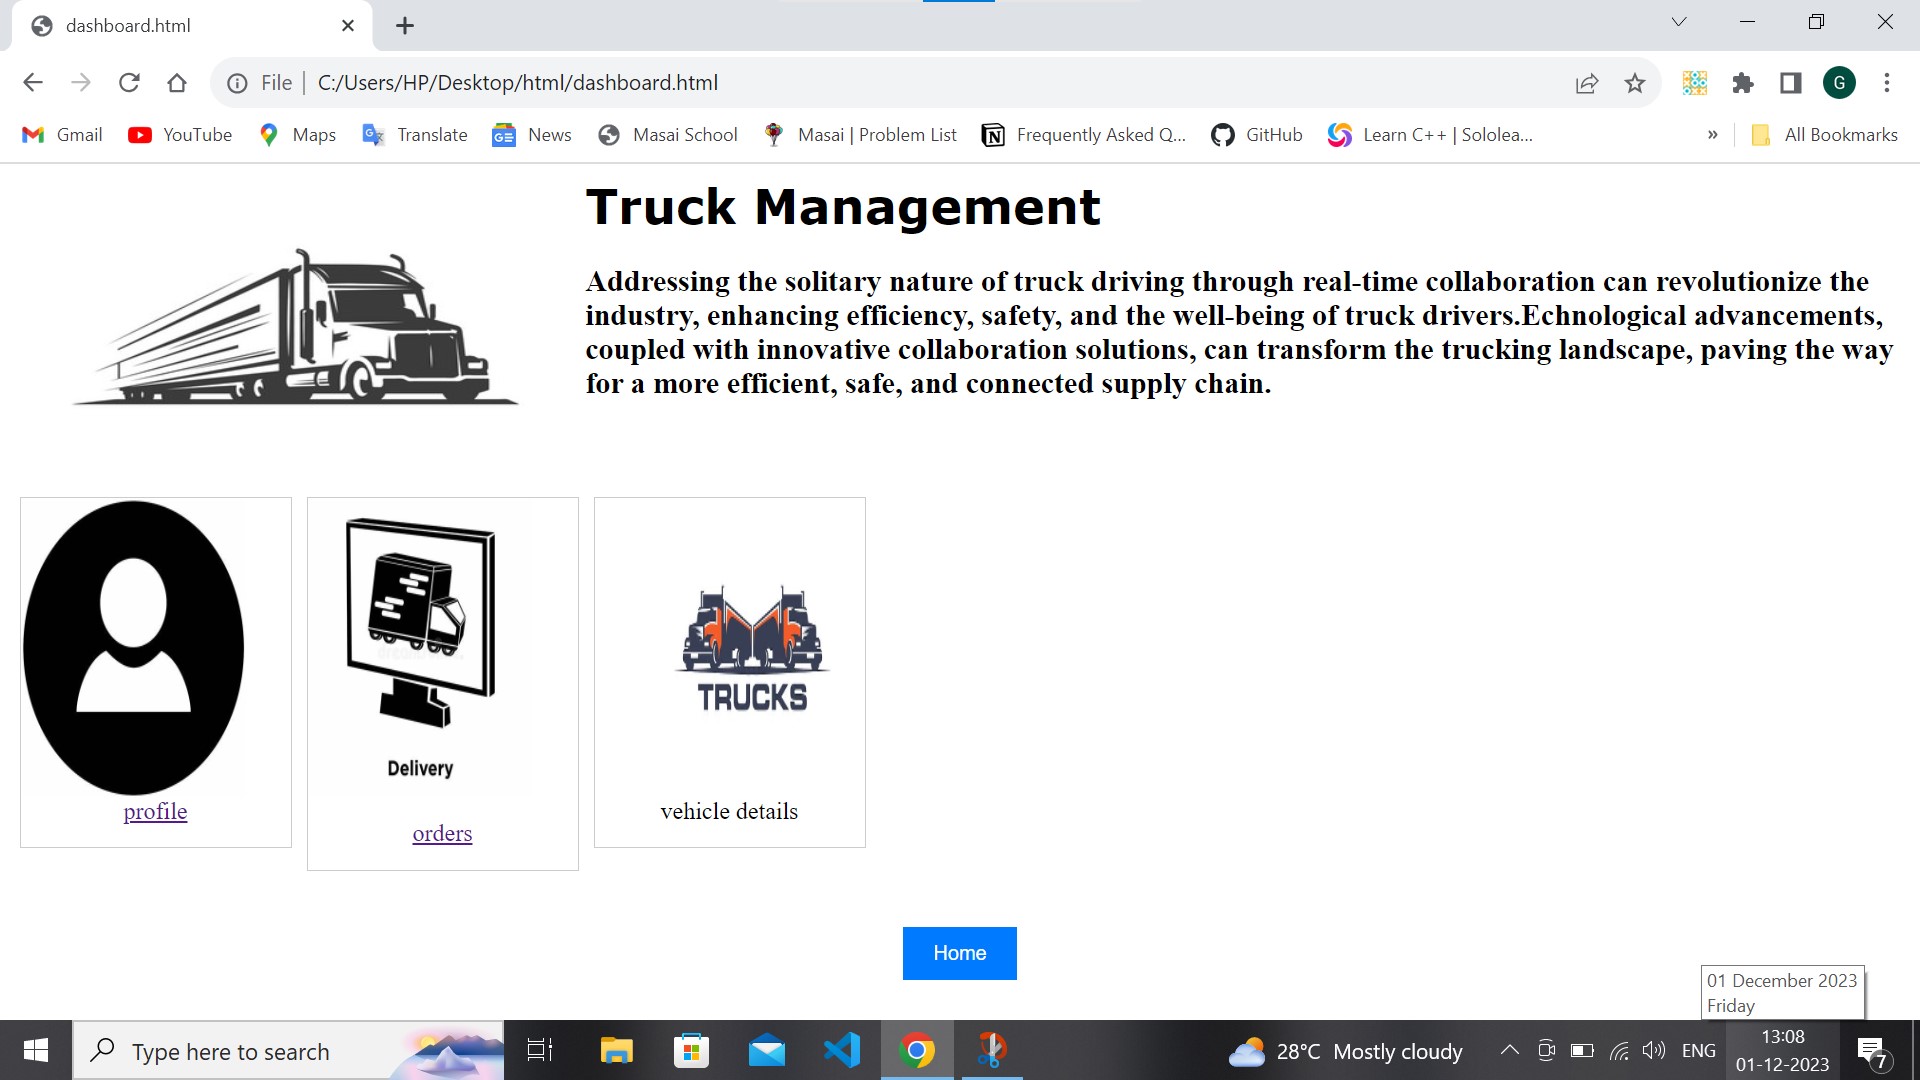 dashboard.html
File
C:/Users/HP/Desktop/html/dashboard.html
G
Gmail
YouTube
Maps
Translate
News
Masai School
Masai | Problem List
Frequently Asked Q...
GitHub
Learn C++ | Sololea...
»
All Bookmarks
Truck Management
Addressing the solitary nature of truck driving through real-time collaboration can revolutionize the
industry, enhancing efficiency, safety, and the well-being of truck drivers.Echnological advancements,
coupled with innovative collaboration solutions, can transform the trucking landscape, paving the way
for a more efficient, safe, and connected supply chain.
Delivery
TRUCKS
profile
orders
vehicle details
Home
01 December 2023
Friday
Type here to search
28°C Mostly cloudy
ENG
13:08
01-12-2023
7